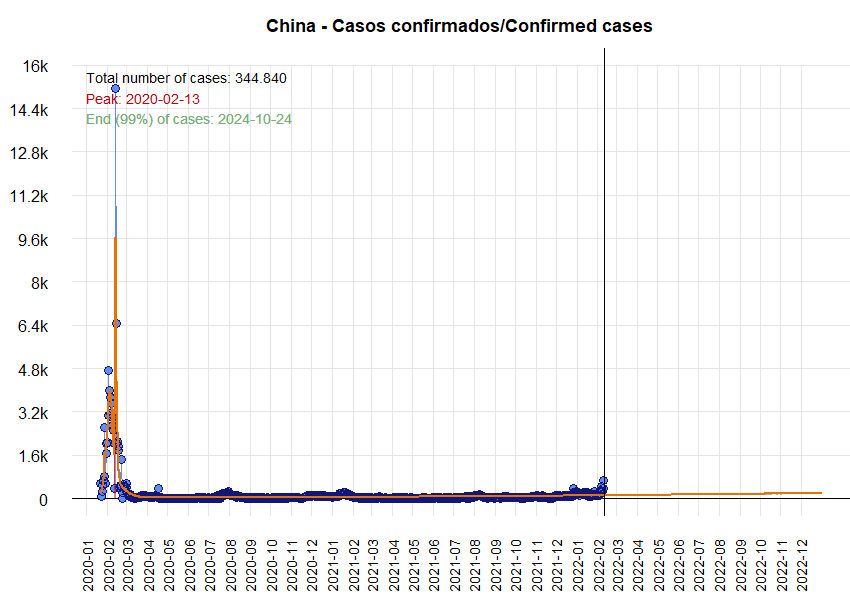 China - Casos confirmados/Confirmed cases
16k
14.4k
12.8k
11.2k
9.6k
8k
6.4k
4.8k
3.2k
1.6k
0
Total number of cases: 344.840
Peak: 2020-02-13
End (99%) of cases: 2024-10-24
2020-01
2020-02
2020-03
2020-04
2020-05
2020-06
2020-07
2020-08
2020-09
2020-10
2020-11
2020-12
2021-01
2021-02
2021-03
2021-04
2021-05
2021-06
2021-07
2021-08
2021-09
2021-10
2021-11
2021-12
2022-01
2022-02
2022-03
2022-04
2022-05
2022-06
2022-07
2022-08
2022-09
2022-10
2022-11
2022-12